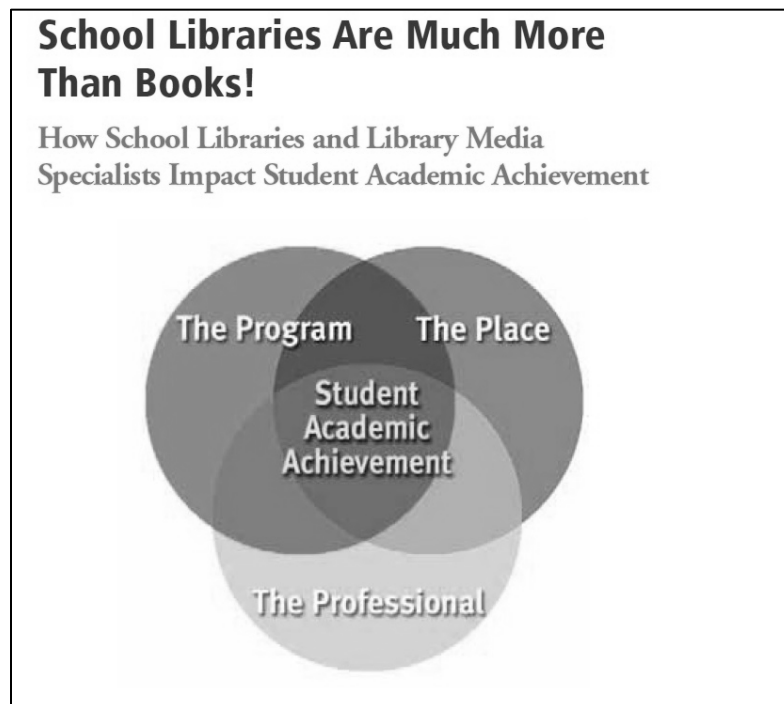 School Libraries Are Much More
Than Books!
How School Libraries and Library Media
Specialists Impact Student Academic Achievement
The Program
The Place
Student
Academic
Achievement
The Professional